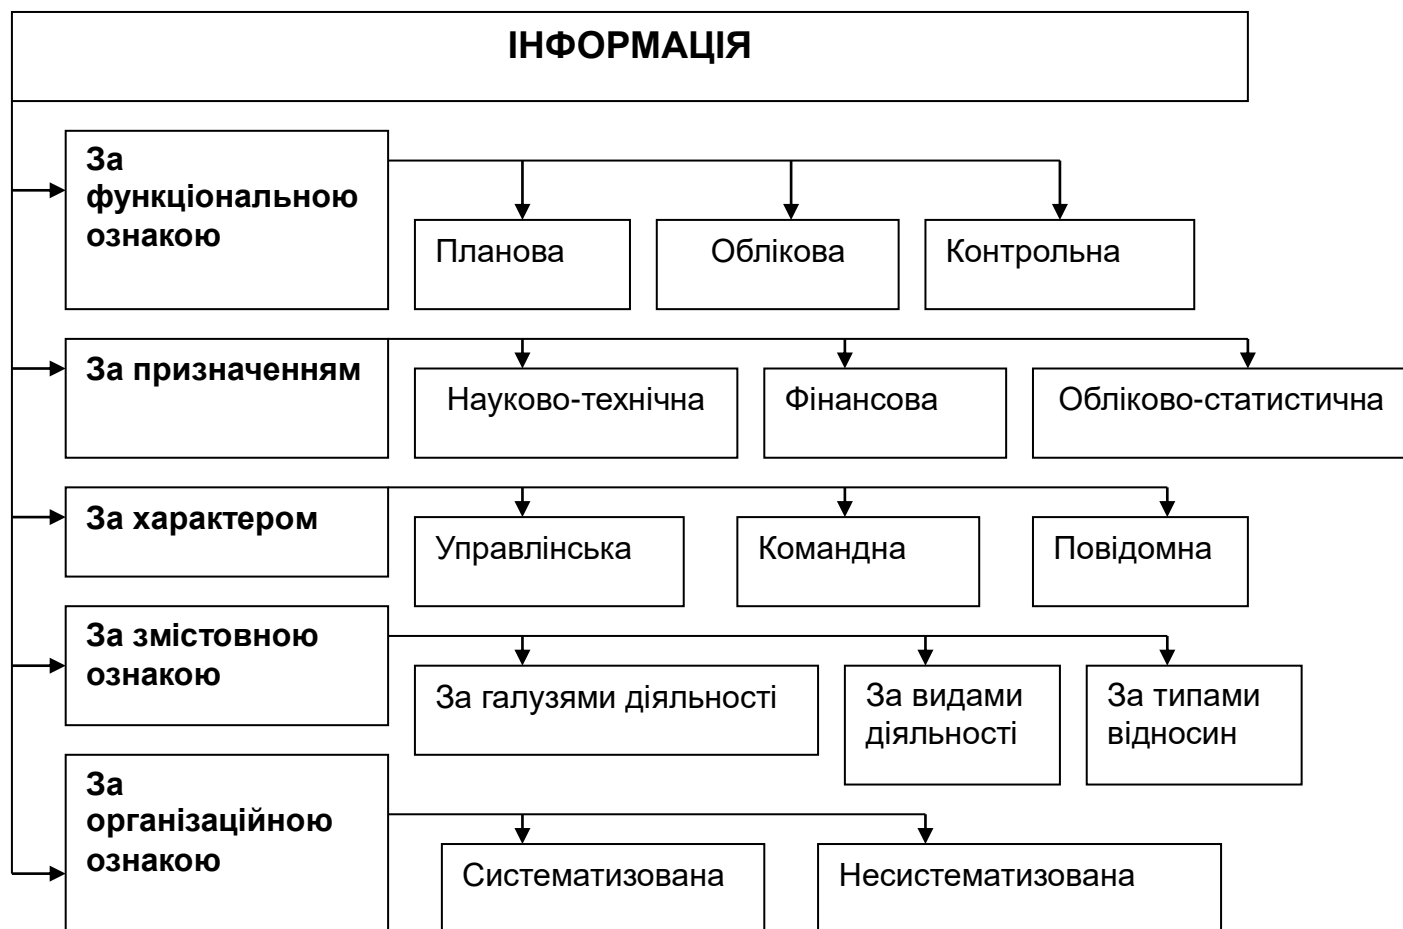 ІНФОРМАЦІЯ
За
функціональною
ознакою
Планова
Облікова
Контрольна
За призначенням
Науково-технічна
Фінансова
Обліково-статистична
За характером
Управлінська
Командна
Повідомна
За змістовною
ознакою
За галузями діяльності
За видами
діяльності
За типами
відносин
За
організаційною
ознакою
Систематизована
Несистематизована